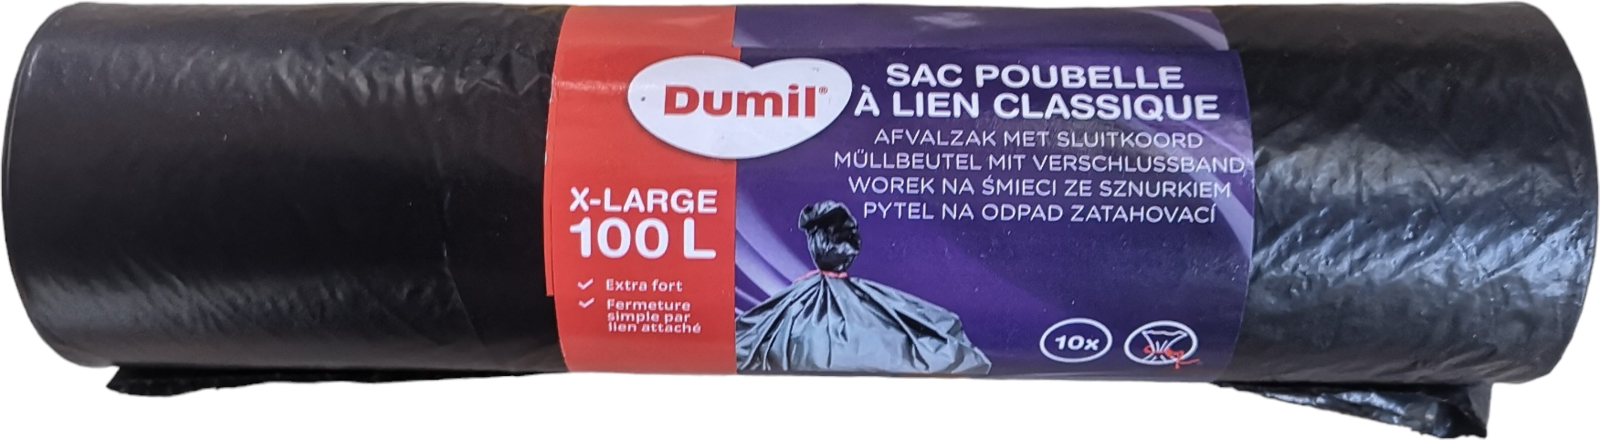 Dumil®
SAC POUBELLE
À LIEN CLASSIQUE
AFVALZAK MET SLUITKOORD
MÜLLBEUTEL MIT VERSCHLUSSBAND
WOREK NA ŚMIECI ZE SZNURKIEM
PYTEL NA ODPAD ZATAHOVACÍ
X-LARGE
100 L
Extra fort
Fermeture
simple par
lien attaché
10x